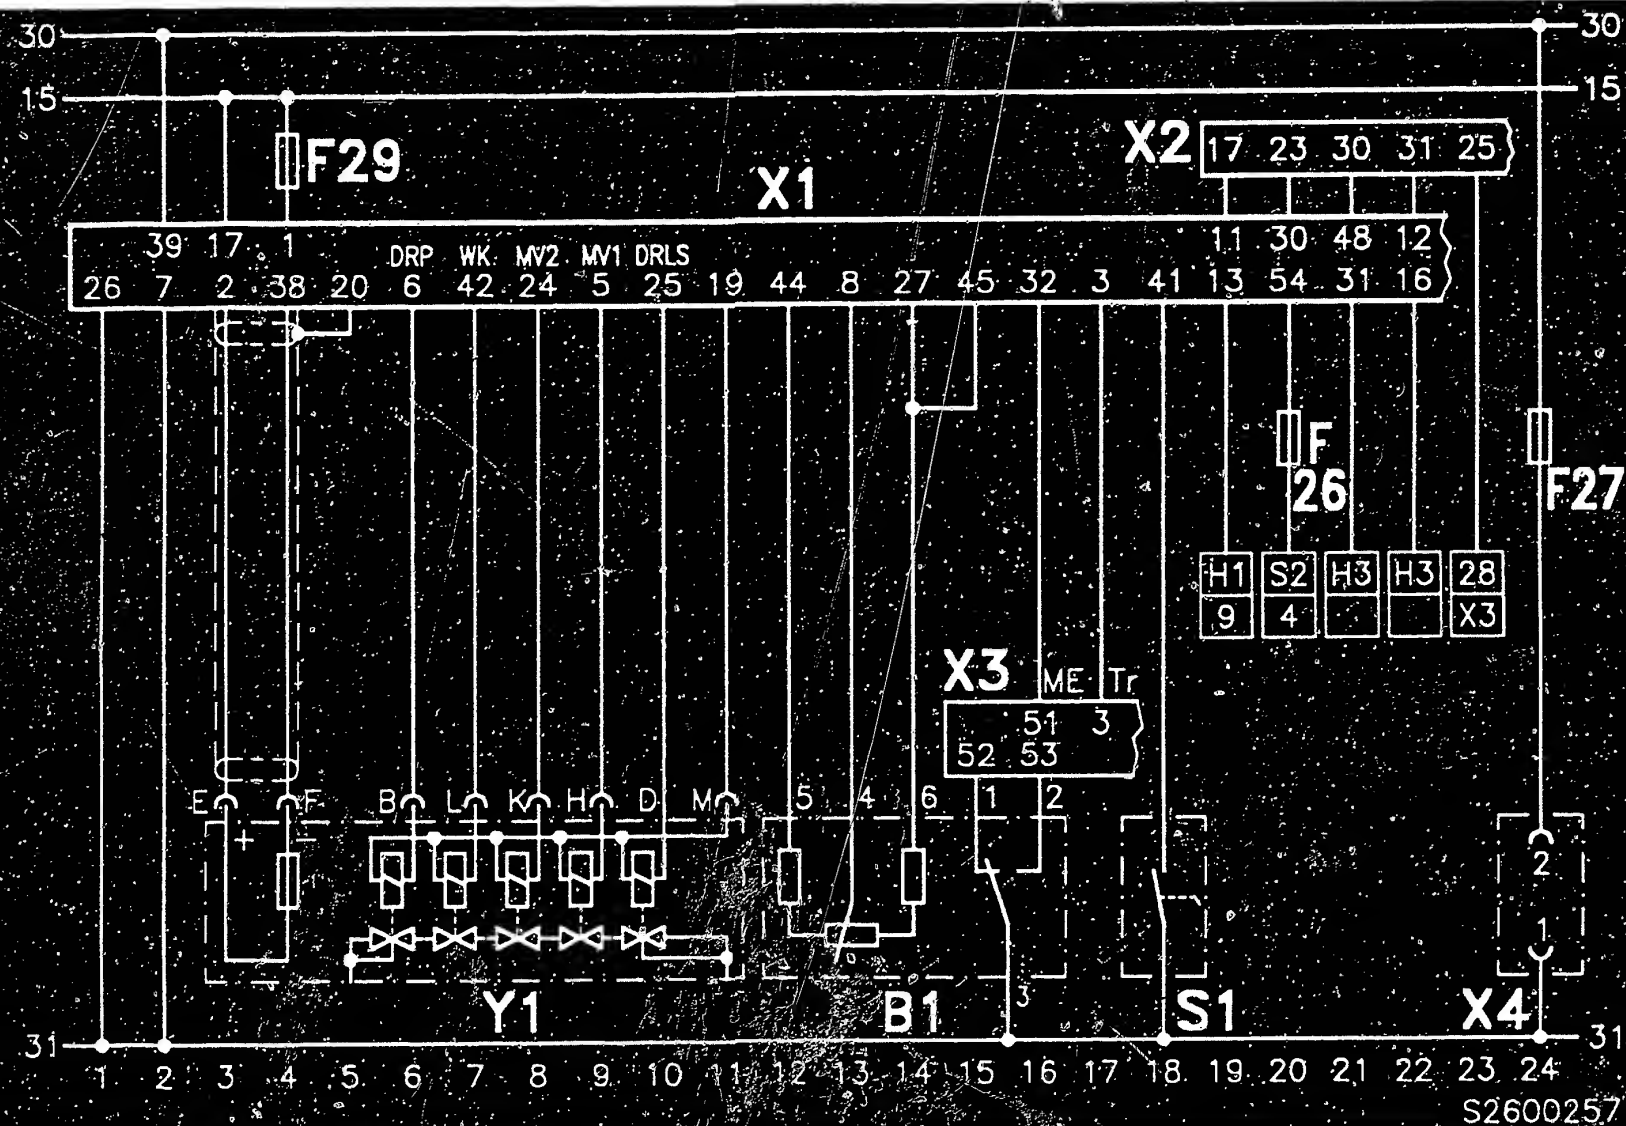 30 30
15 15
F29
X2 17 23 30 31 25
X1
39 17 1 11 30 48 12
DRP WK MV2 MV1 DRLS
26 7 2 38 20 6 42 24 5 25 19 44 8 27 45 32 3 41 13 54 31 16
F
26
F27
H1 S2 H3 H3 28
9 4 X3
X3 ME Tr
51 3
52 53
E F B L K H D M 5 4 6 1 2
+ −
2
1
3
Y1 B1 S1 X4
31 31
1 2 3 4 5 6 7 8 9 10 11 12 13 14 15 16 17 18 19 20 21 22 23 24
S2600257